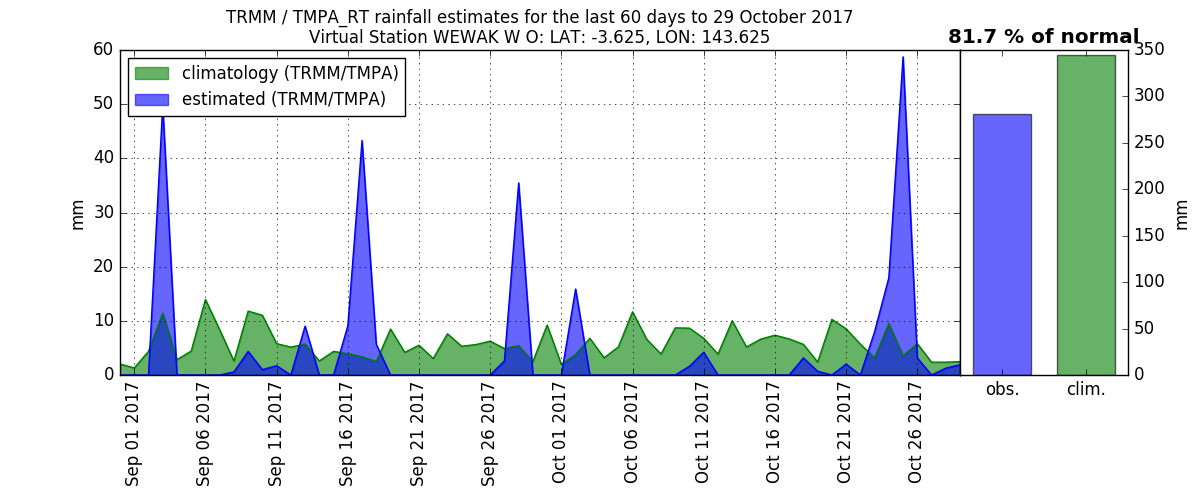 TRMM / TMPA_RT rainfall estimates for the last 60 days to 29 October 2017
Virtual Station WEWAK W O: LAT: -3.625, LON: 143.625
81.7 % of normal
climatology (TRMM/TMPA)
estimated (TRMM/TMPA)
60
50
40
30
20
10
0
mm
350
300
250
200
150
100
50
0
mm
Sep 01 2017
Sep 06 2017
Sep 11 2017
Sep 16 2017
Sep 21 2017
Sep 26 2017
Oct 01 2017
Oct 06 2017
Oct 11 2017
Oct 16 2017
Oct 21 2017
Oct 26 2017
obs.
clim.